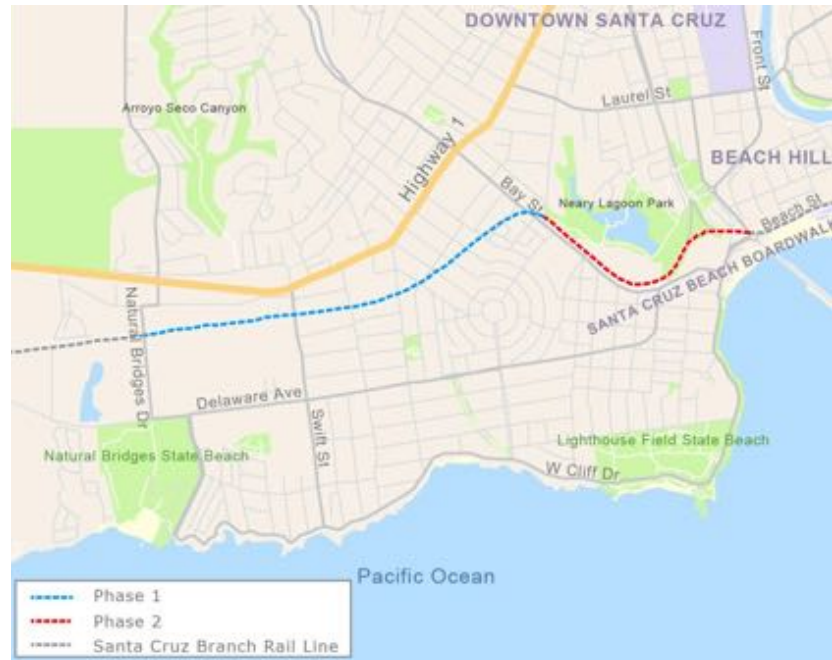 DOWNTOWN SANTA CRUZ
Front St
Arroyo Seco Canyon
Laurel St
Highway 1
BEACH HILL
Bay St
Neary Lagoon Park
Beach St
SANTA CRUZ BEACH BOARDWALK
Natural Bridges Dr
Delaware Ave
Swift St
Natural Bridges State Beach
Lighthouse Field State Beach
W Cliff Dr
Pacific Ocean
Phase 1
Phase 2
Santa Cruz Branch Rail Line